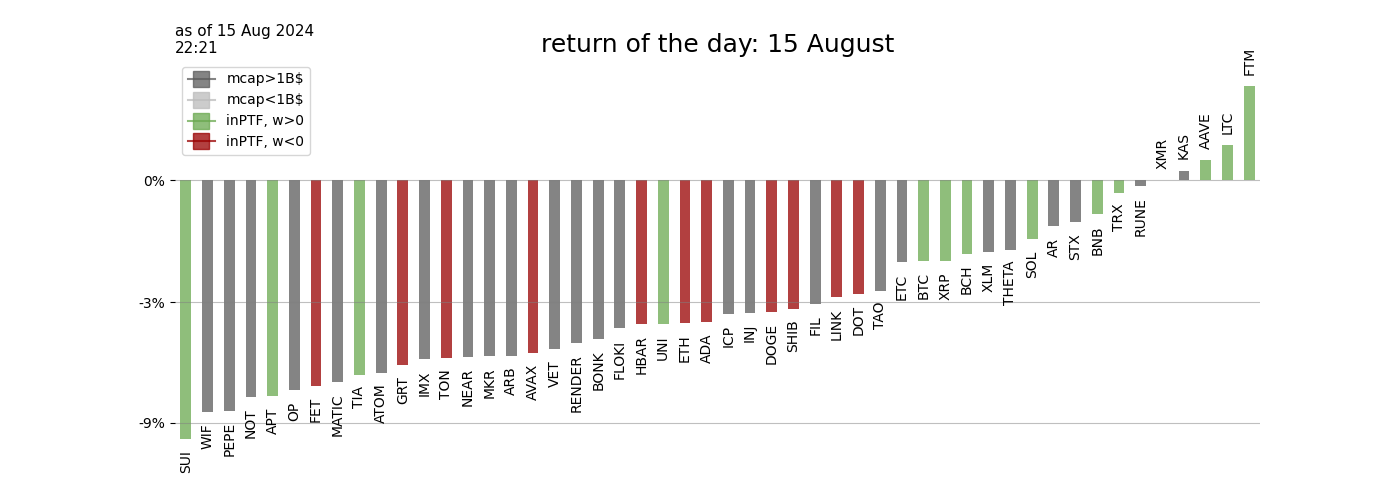 as of 15 Aug 2024
22:21
return of the day: 15 August
mcap>1B$
mcap<1B$
inPTF, w>0
inPTF, w<0
0%
-3%
-9%
SUI
WIF
PEPE
NOT
APT
OP
FET
MATIC
TIA
ATOM
GRT
IMX
TON
NEAR
MKR
ARB
AVAX
VET
RENDER
BONK
FLOKI
HBAR
UNI
ETH
ADA
ICP
INJ
DOGE
SHIB
FIL
LINK
DOT
TAO
ETC
BTC
XRP
BCH
XLM
THETA
SOL
AR
STX
BNB
TRX
RUNE
XMR
KAS
AAVE
LTC
FTM